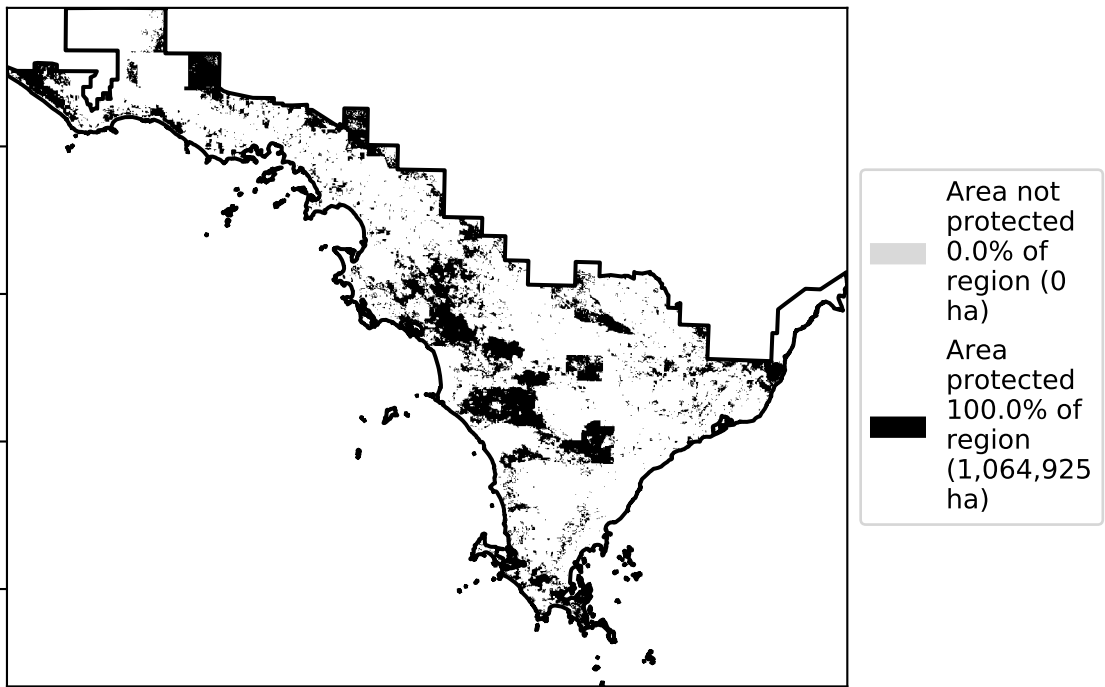 Area not
protected
0.0% of
region (0
ha)
Area
protected
100.0% of
region
(1,064,925
ha)